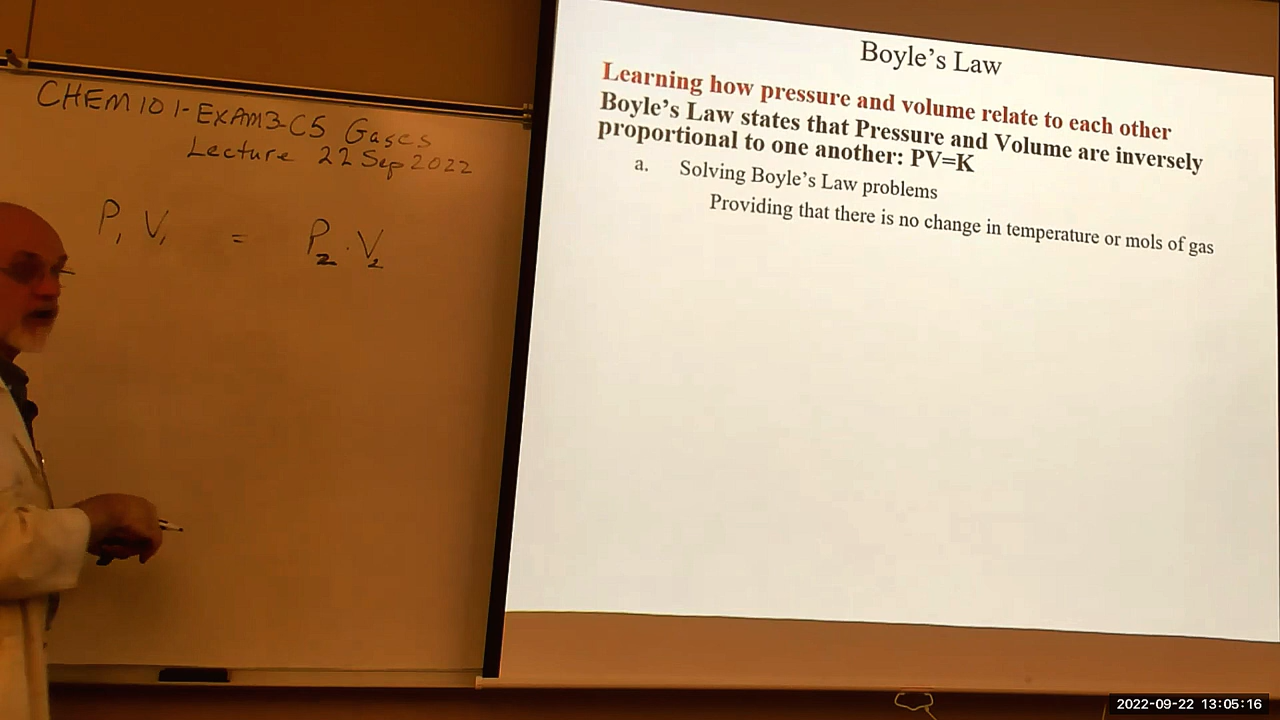 CHEM 101-EXAM3-C5 Gases
Lecture 22 Sep 2022
P₁ V₁ = P₂ · V₂
Boyle's Law
Learning how pressure and volume relate to each other
Boyle's Law states that Pressure and Volume are inversely
proportional to one another: PV=K
a. Solving Boyle's Law problems
Providing that there is no change in temperature or mols of gas
2022-09-22 13:05:16